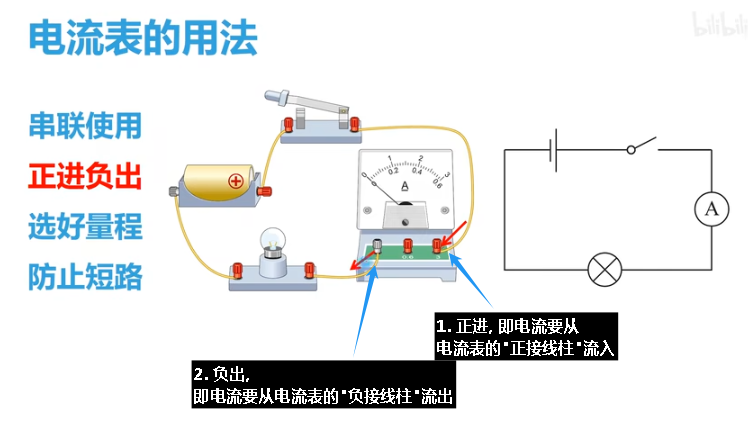 电流表的用法
bilibili
串联使用
正进负出
选好量程
防止短路
0 1 2 3
0 0.2 0.4 0.6
A
0.6 3
A
1. 正进, 即电流要从
电流表的"正接线柱"流入
2. 负出,
即电流要从电流表的"负接线柱"流出